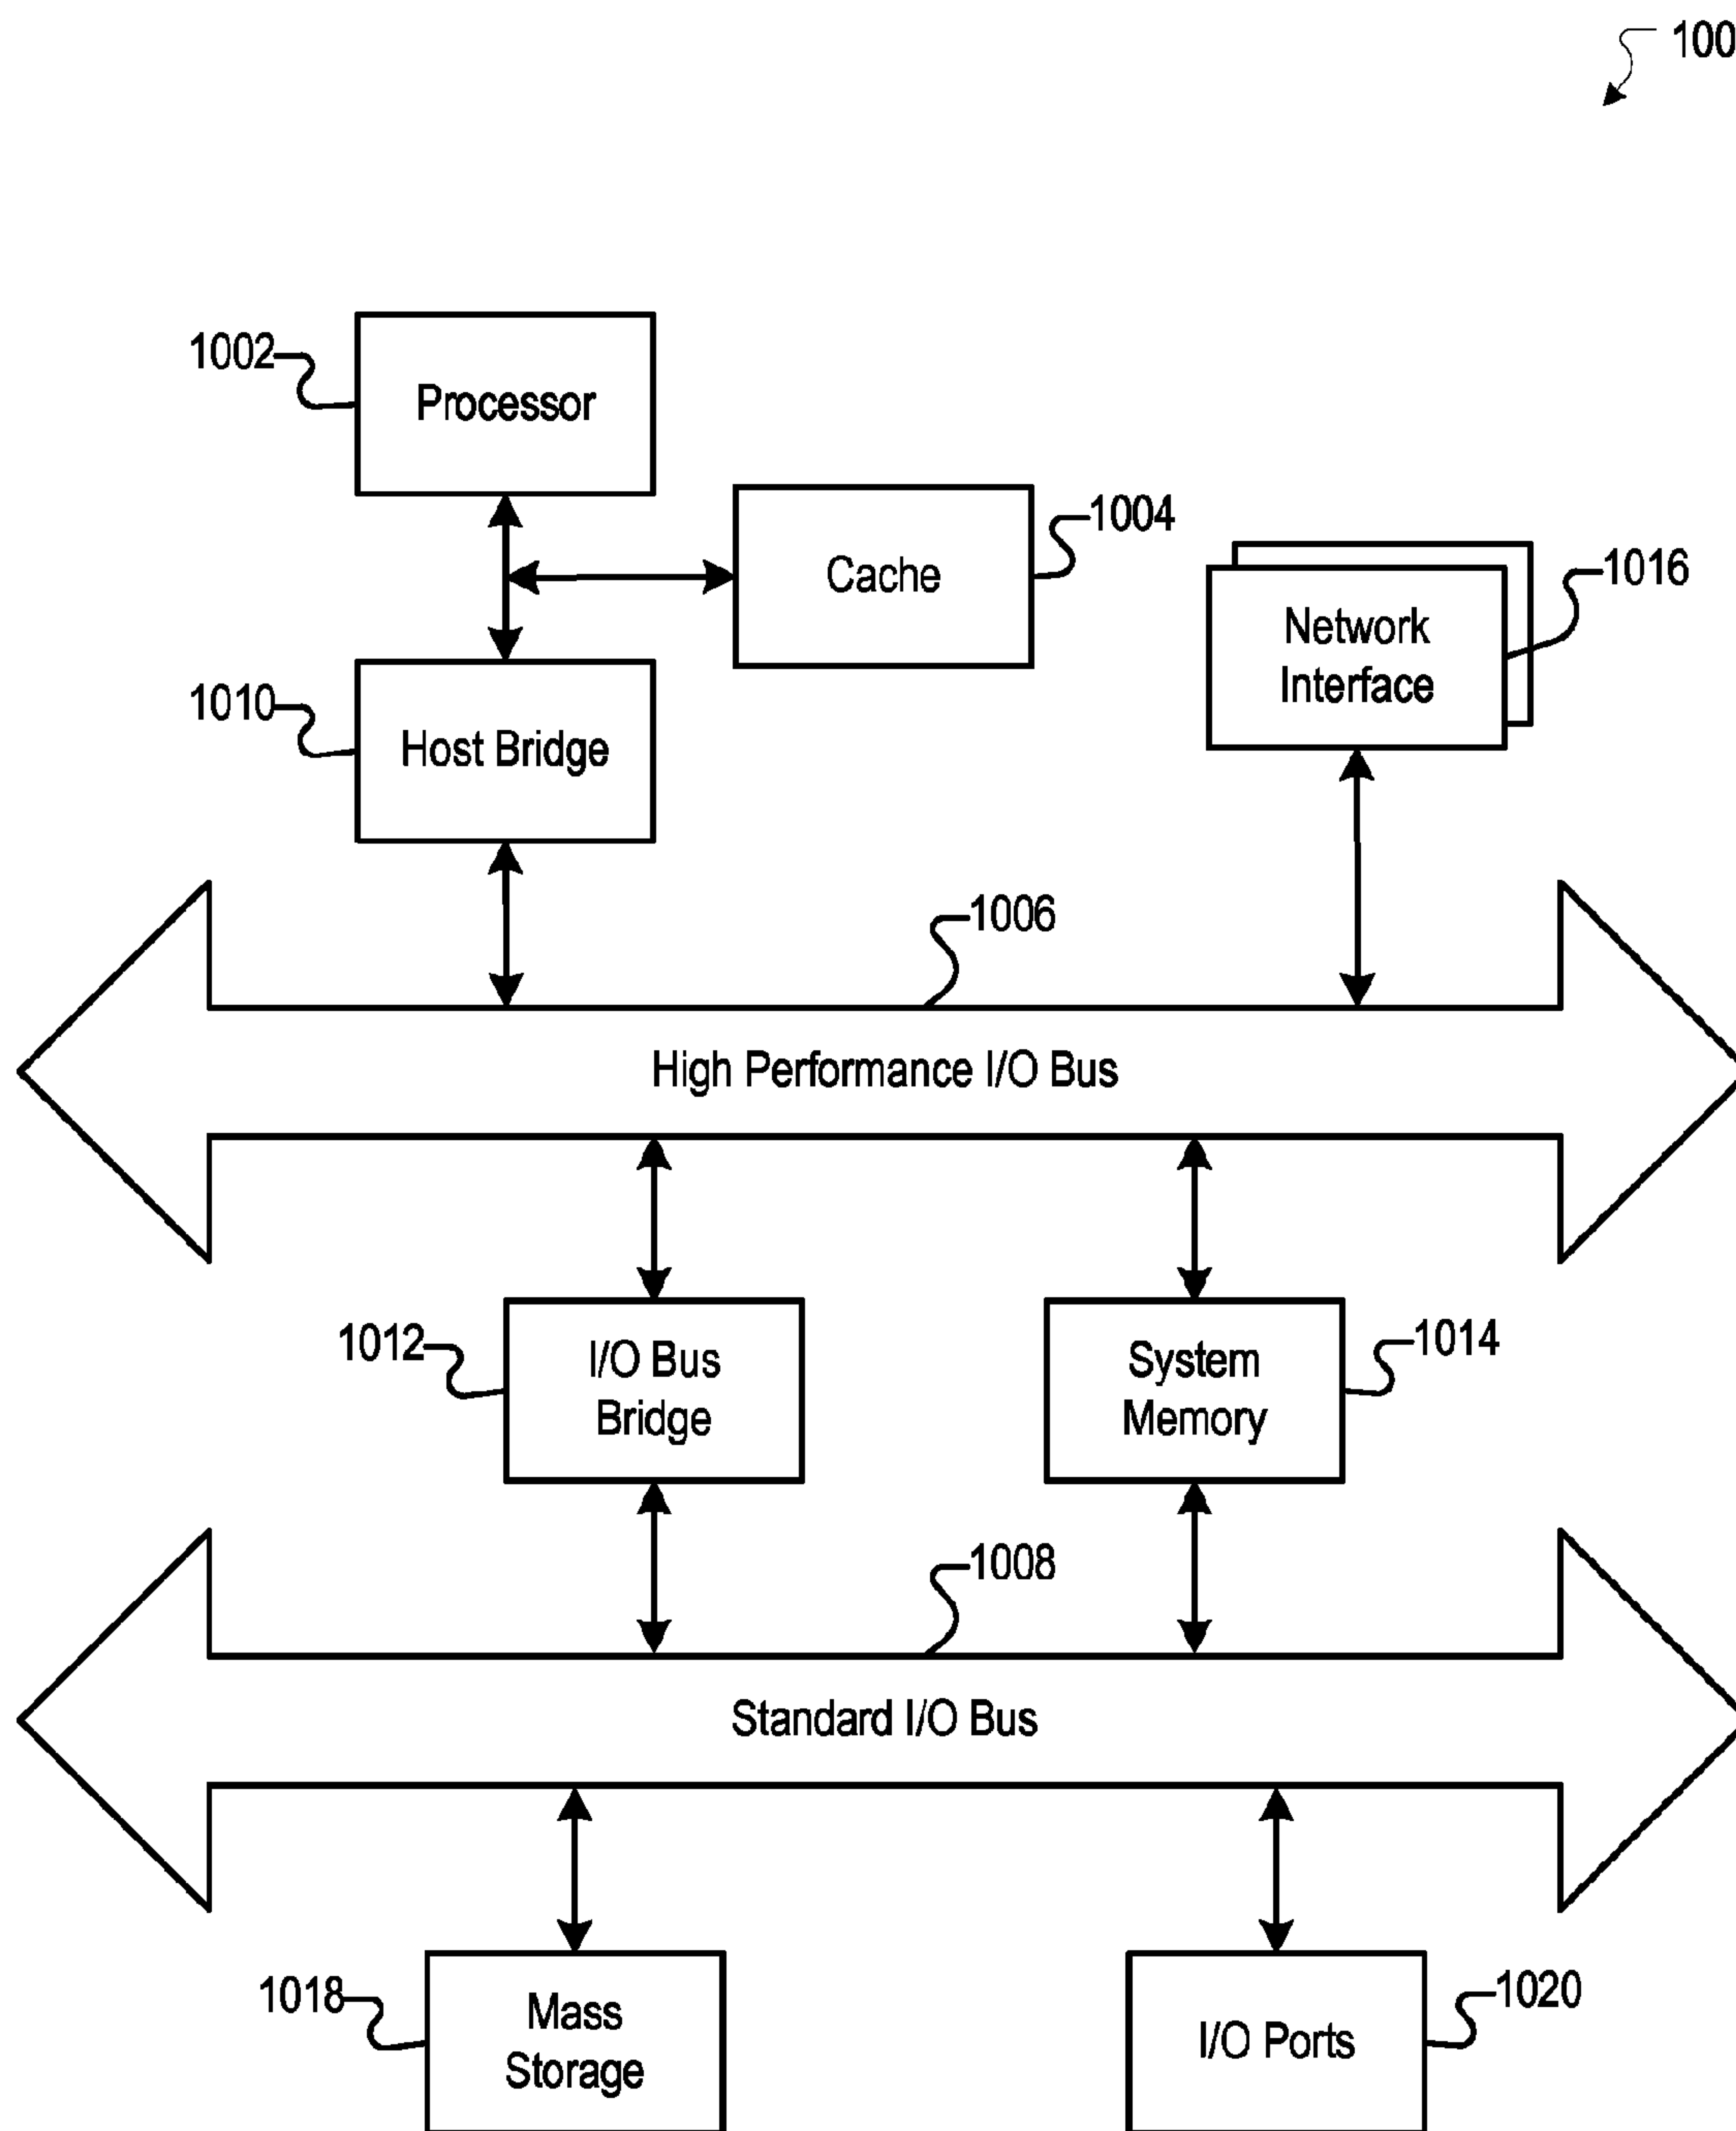 100
1002
Processor
1004
Cache
1016
Network
Interface
1010
Host Bridge
1006
High Performance I/O Bus
1012
I/O Bus
Bridge
System
Memory
1014
1008
Standard I/O Bus
1018
Mass
Storage
I/O Ports
1020